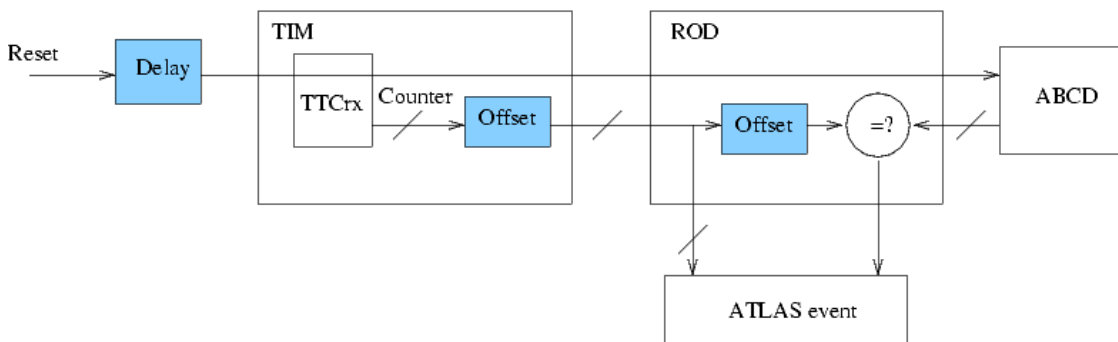 TIM
ROD
Reset
Delay
TTCrx
Counter
Offset
Offset
=?
ABCD
ATLAS event